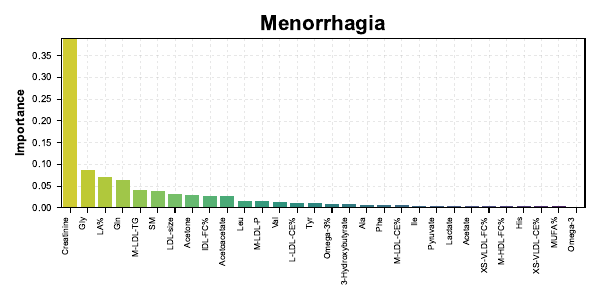 Menorrhagia
Importance
0.35
0.30
0.25
0.20
0.15
0.10
0.05
0.00
Creatinine
Gly
LA%
Gln
M-LDL-TG
SM
LDL-size
Acetone
IDL-FC%
Acetoacetate
Leu
M-LDL-P
Val
L-LDL-CE%
Tyr
Omega-3%
3-Hydroxybutyrate
Ala
Phe
M-LDL-CE%
Ile
Pyruvate
Lactate
Acetate
XS-VLDL-FC%
M-HDL-FC%
His
XS-VLDL-CE%
MUFA%
Omega-3